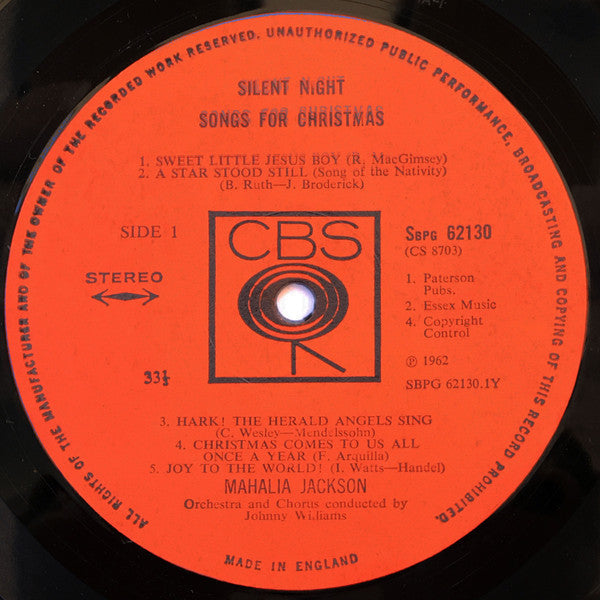 ALL RIGHTS OF THE MANUFACTURER AND OF THE OWNER OF THE RECORDED WORK RESERVED. UNAUTHORIZED PUBLIC PERFORMANCE, BROADCASTING AND COPYING OF THIS RECORD PROHIBITED.
SILENT NiGHT
SONGS FOR CHRISTMAS
1. SWEET LITTLE JESUS BOY (R. MacGimsey)
2. A STAR STOOD STILL (Song of the Nativity)
(B. Ruth—J. Broderick)
SIDE 1
CBS
SBPG 62130
(CS 8703)
STEREO
1. Paterson
Pubs.
2. Essex Music
4. Copyright
Control
℗ 1962
33⅓
SBPG 62130.1Y
3. HARK! THE HERALD ANGELS SING
(C. Wesley—Mendelssohn)
4. CHRISTMAS COMES TO US ALL
ONCE A YEAR (F. Arquilla)
5. JOY TO THE WORLD! (I. Watts—Handel)
MAHALIA JACKSON
Orchestra and Chorus conducted by
Johnny Williams
MADE IN ENGLAND